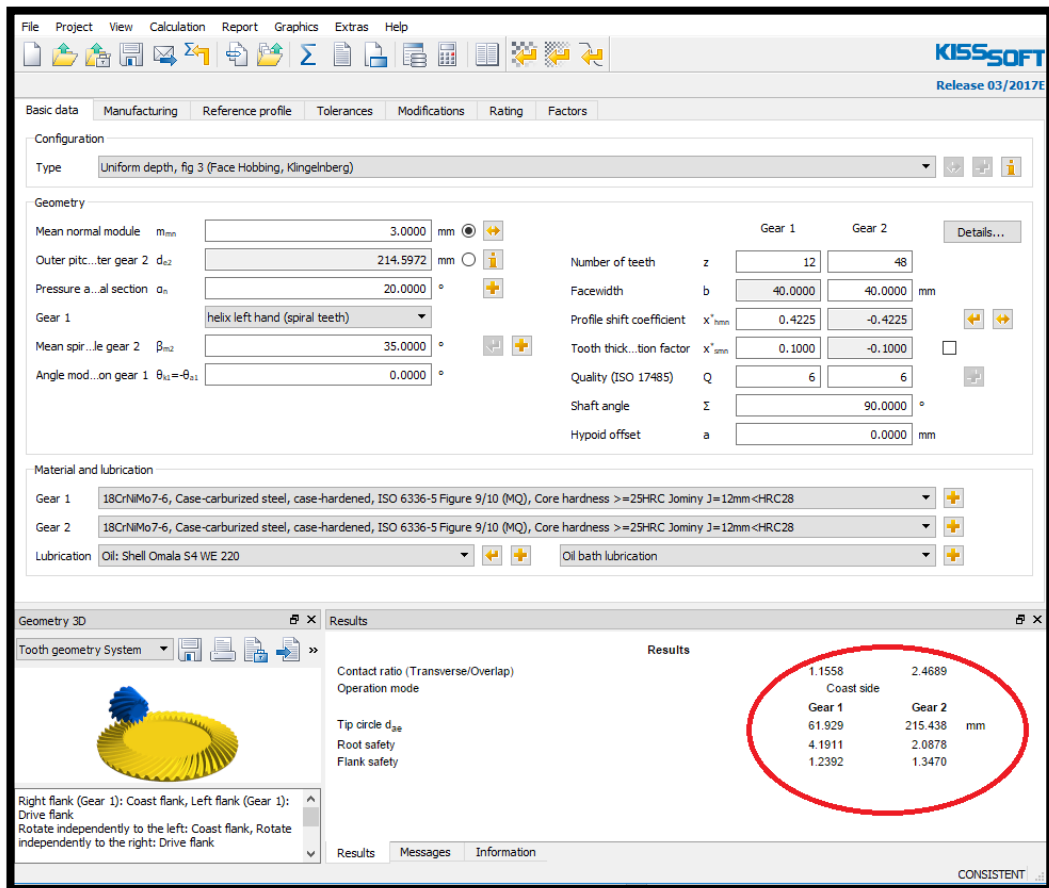 File Project View Calculation Report Graphics Extras Help
KISSSOFT
Release 03/2017E
Basic data Manufacturing Reference profile Tolerances Modifications Rating Factors
Configuration
Type Uniform depth, fig 3 (Face Hobbing, Klingelnberg)
Geometry
Mean normal module mmn 3.0000 mm
Gear 1 Gear 2 Details...
Outer pitc...ter gear 2 de2 214.5972 mm
Number of teeth z 12 48
Pressure a...al section αn 20.0000 °
Facewidth b 40.0000 40.0000 mm
Gear 1 helix left hand (spiral teeth)
Profile shift coefficient x*hmn 0.4225 -0.4225
Mean spir...le gear 2 βm2 35.0000 °
Tooth thick...tion factor x*smn 0.1000 -0.1000
Angle mod...on gear 1 θk1=-θa1 0.0000 °
Quality (ISO 17485) Q 6 6
Shaft angle Σ 90.0000 °
Hypoid offset a 0.0000 mm
Material and lubrication
Gear 1 18CrNiMo7-6, Case-carburized steel, case-hardened, ISO 6336-5 Figure 9/10 (MQ), Core hardness >=25HRC Jominy J=12mm<HRC28
Gear 2 18CrNiMo7-6, Case-carburized steel, case-hardened, ISO 6336-5 Figure 9/10 (MQ), Core hardness >=25HRC Jominy J=12mm<HRC28
Lubrication Oil: Shell Omala S4 WE 220 Oil bath lubrication
Geometry 3D
Tooth geometry System »
Right flank (Gear 1): Coast flank, Left flank (Gear 1):
Drive flank
Rotate independently to the left: Coast flank, Rotate
independently to the right: Drive flank
Results
Results
Contact ratio (Transverse/Overlap) 1.1558 2.4689
Operation mode Coast side
Gear 1 Gear 2
Tip circle dae 61.929 215.438 mm
Root safety 4.1911 2.0878
Flank safety 1.2392 1.3470
Results Messages Information
CONSISTENT